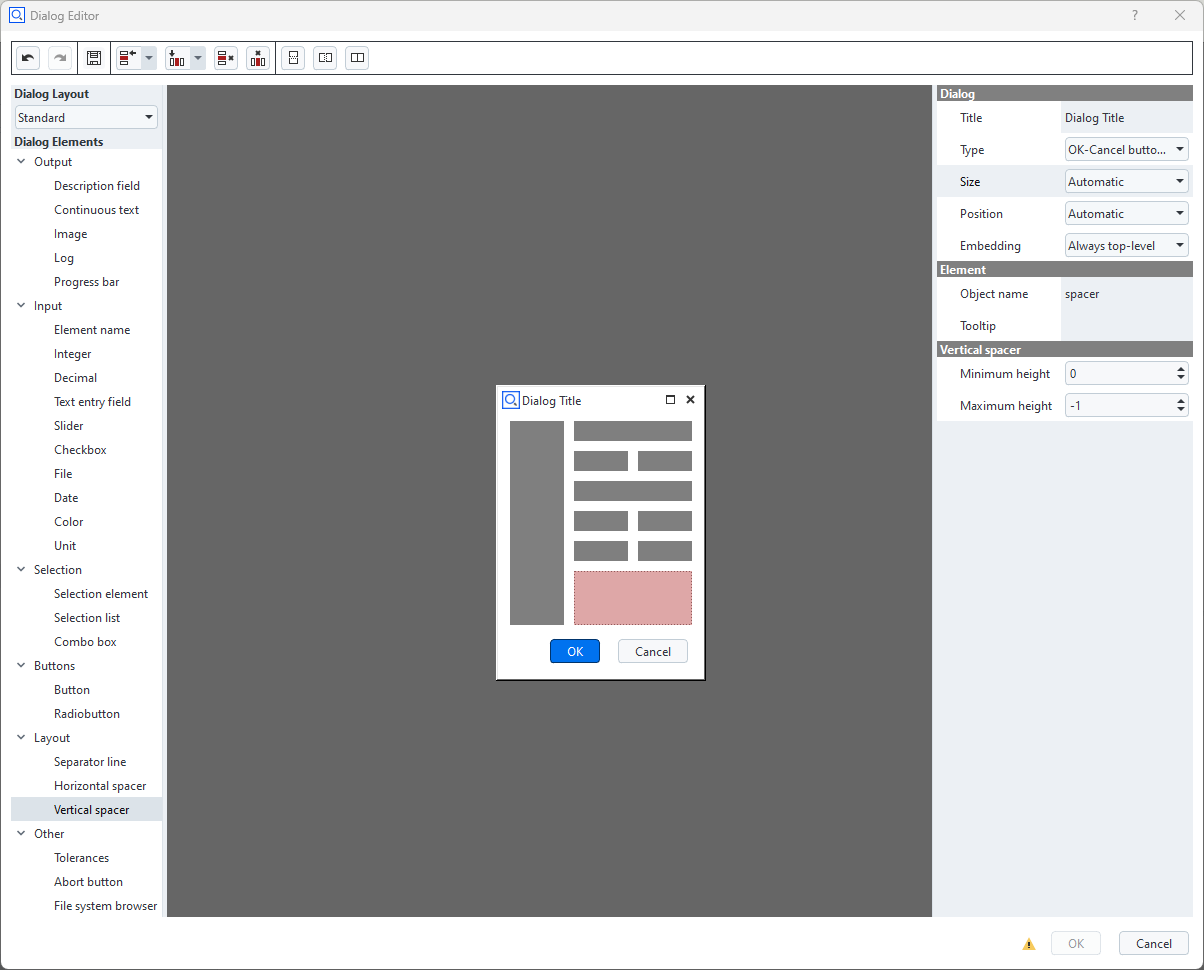 Dialog Editor
?
Dialog Layout
Standard
Dialog Elements
Output
Description field
Continuous text
Image
Log
Progress bar
Input
Element name
Integer
Decimal
Text entry field
Slider
Checkbox
File
Date
Color
Unit
Selection
Selection element
Selection list
Combo box
Buttons
Button
Radiobutton
Layout
Separator line
Horizontal spacer
Vertical spacer
Other
Tolerances
Abort button
File system browser
Dialog Title
OK
Cancel
Dialog
Title Dialog Title
Type OK-Cancel butto...
Size Automatic
Position Automatic
Embedding Always top-level
Element
Object name spacer
Tooltip
Vertical spacer
Minimum height 0
Maximum height -1
OK
Cancel